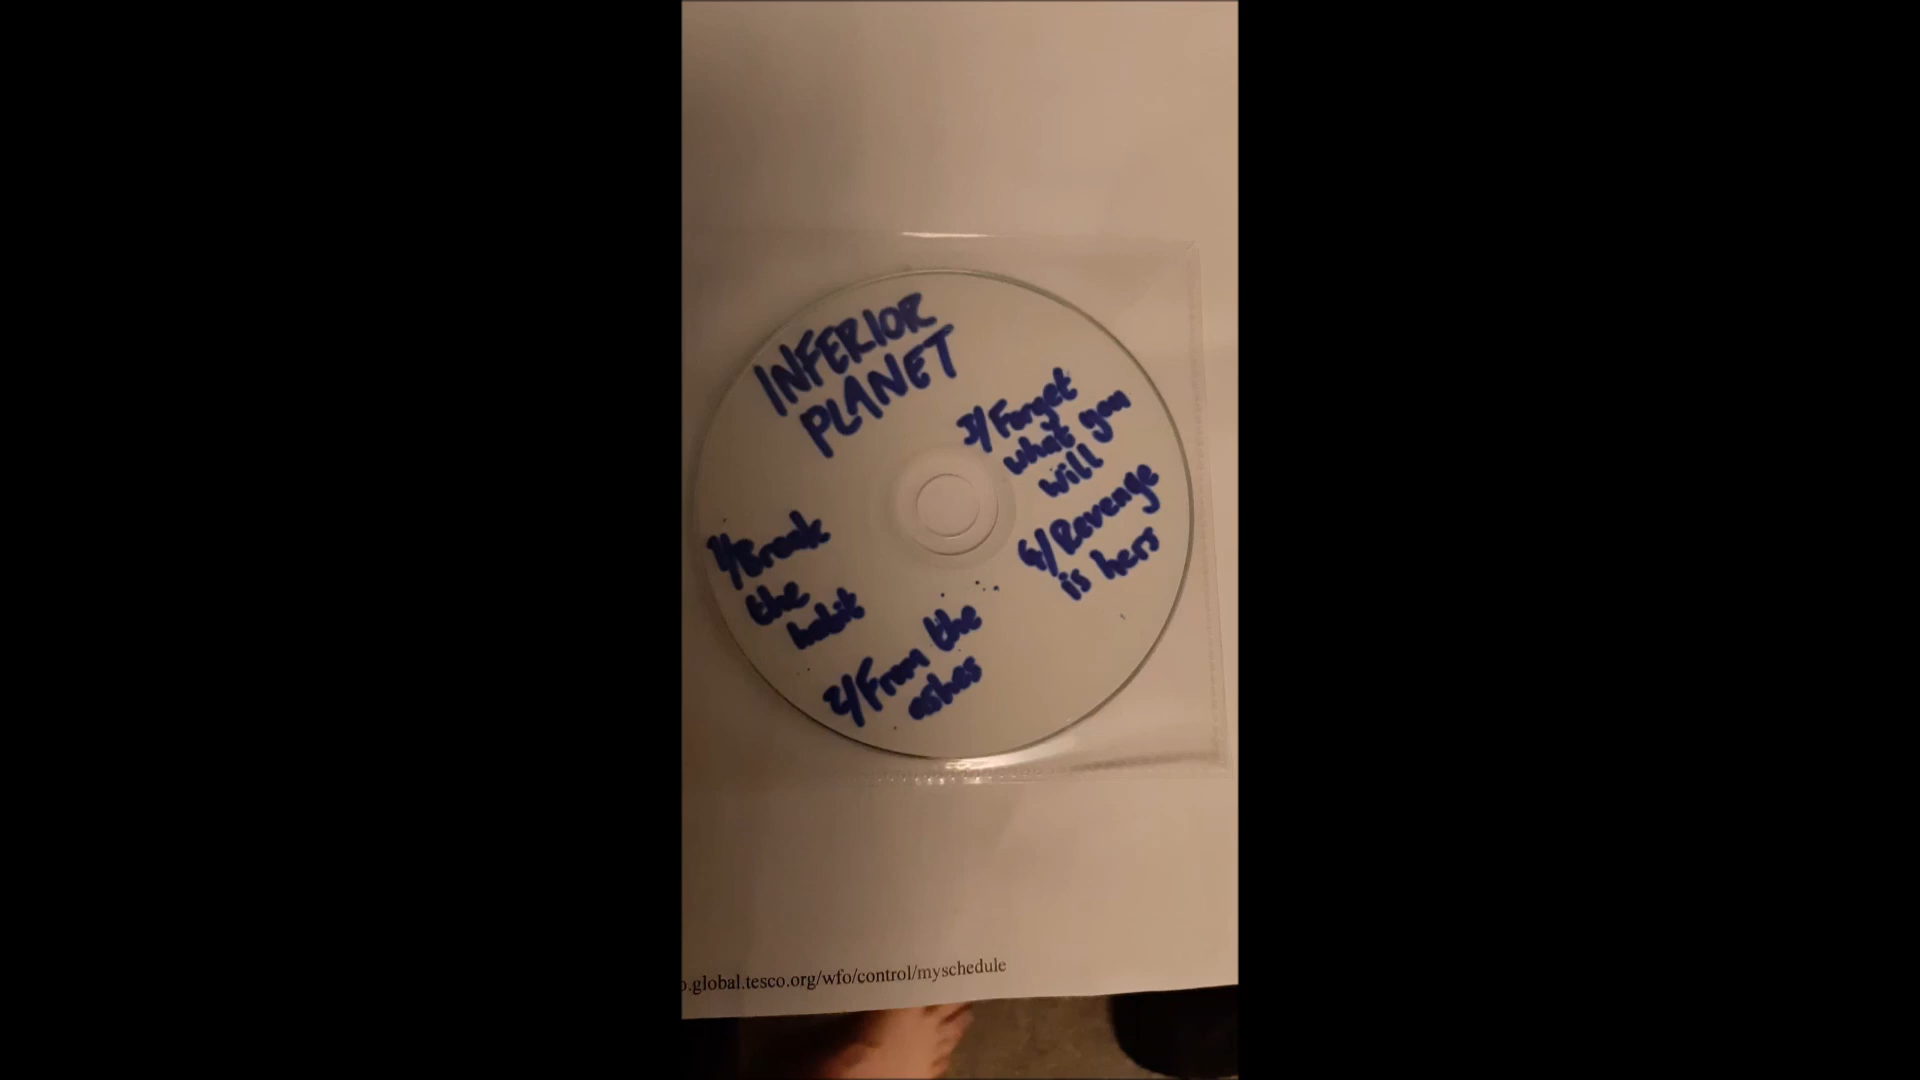 INFERIOR
PLANET
1/Break
the
habit
2/From the
ashes
3/Forget
what you
will
4/Revenge
is hers
o.global.tesco.org/wfo/control/myschedule